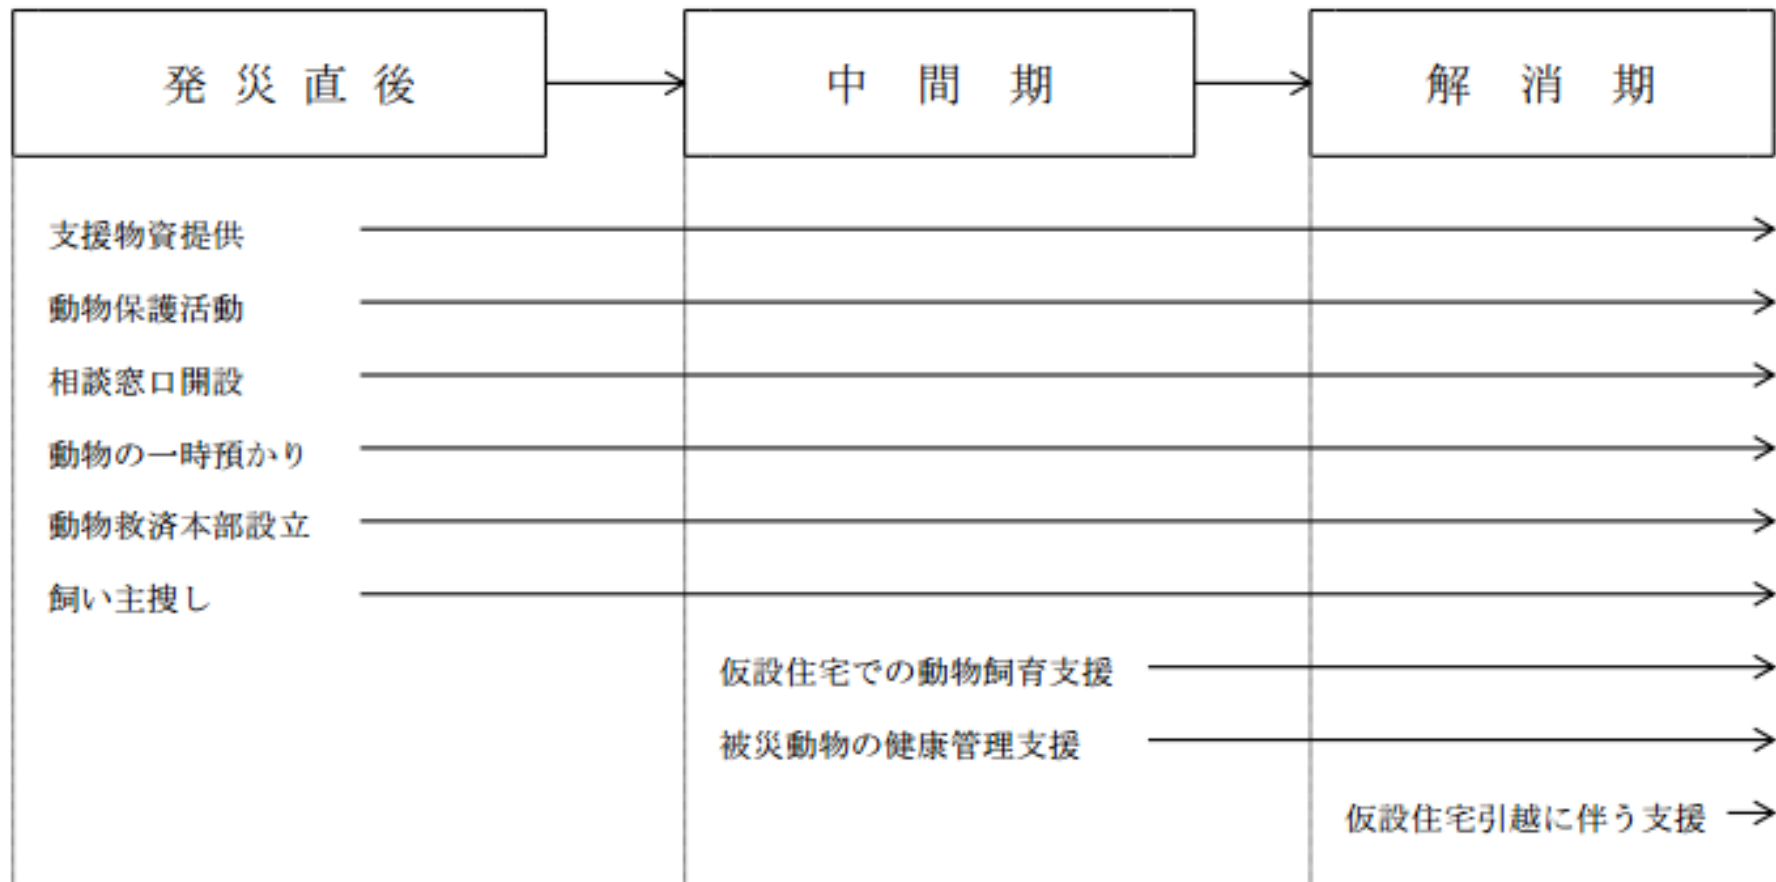 発災直後
中間期
解消期
支援物資提供
動物保護活動
相談窓口開設
動物の一時預かり
動物救済本部設立
飼い主捜し
仮設住宅での動物飼育支援
被災動物の健康管理支援
仮設住宅引越に伴う支援